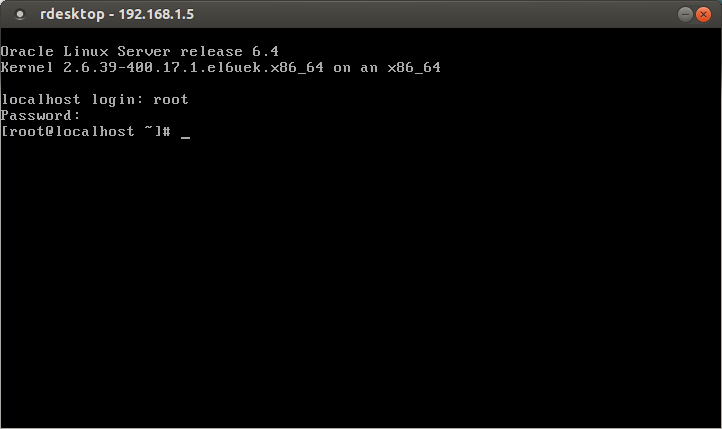 rdesktop - 192.168.1.5
Oracle Linux Server release 6.4
Kernel 2.6.39-400.17.1.el6uek.x86_64 on an x86_64
localhost login: root
Password:
[root@localhost ~]# _